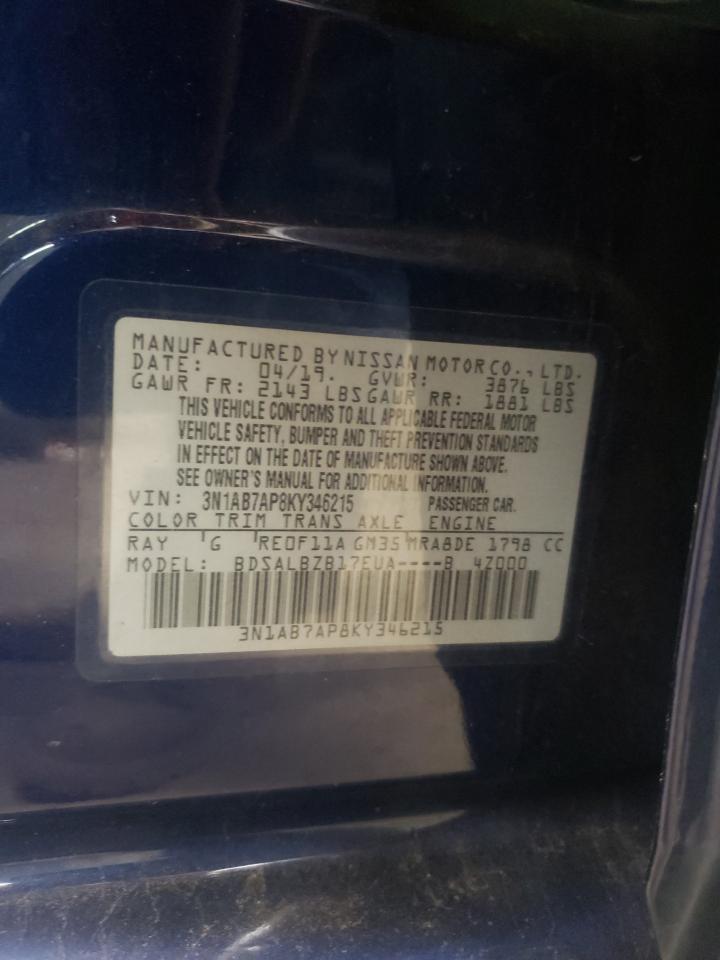 MANUFACTURED BY NISSAN MOTOR CO., LTD.
DATE: 04/19. GVWR: 3876 LBS
GAWR FR: 2143 LBS GAWR RR: 1881 LBS
THIS VEHICLE CONFORMS TO ALL APPLICABLE FEDERAL MOTOR
VEHICLE SAFETY, BUMPER AND THEFT PREVENTION STANDARDS
IN EFFECT ON THE DATE OF MANUFACTURE SHOWN ABOVE.
SEE OWNER'S MANUAL FOR ADDITIONAL INFORMATION.
VIN: 3N1AB7AP8KY346215 PASSENGER CAR.
COLOR TRIM TRANS AXLE ENGINE
RAY G RE0F11A GM35 MRA8DE 1798 CC
MODEL: BDSALBZB17EUA----B 4Z000
3N1AB7AP8KY346215